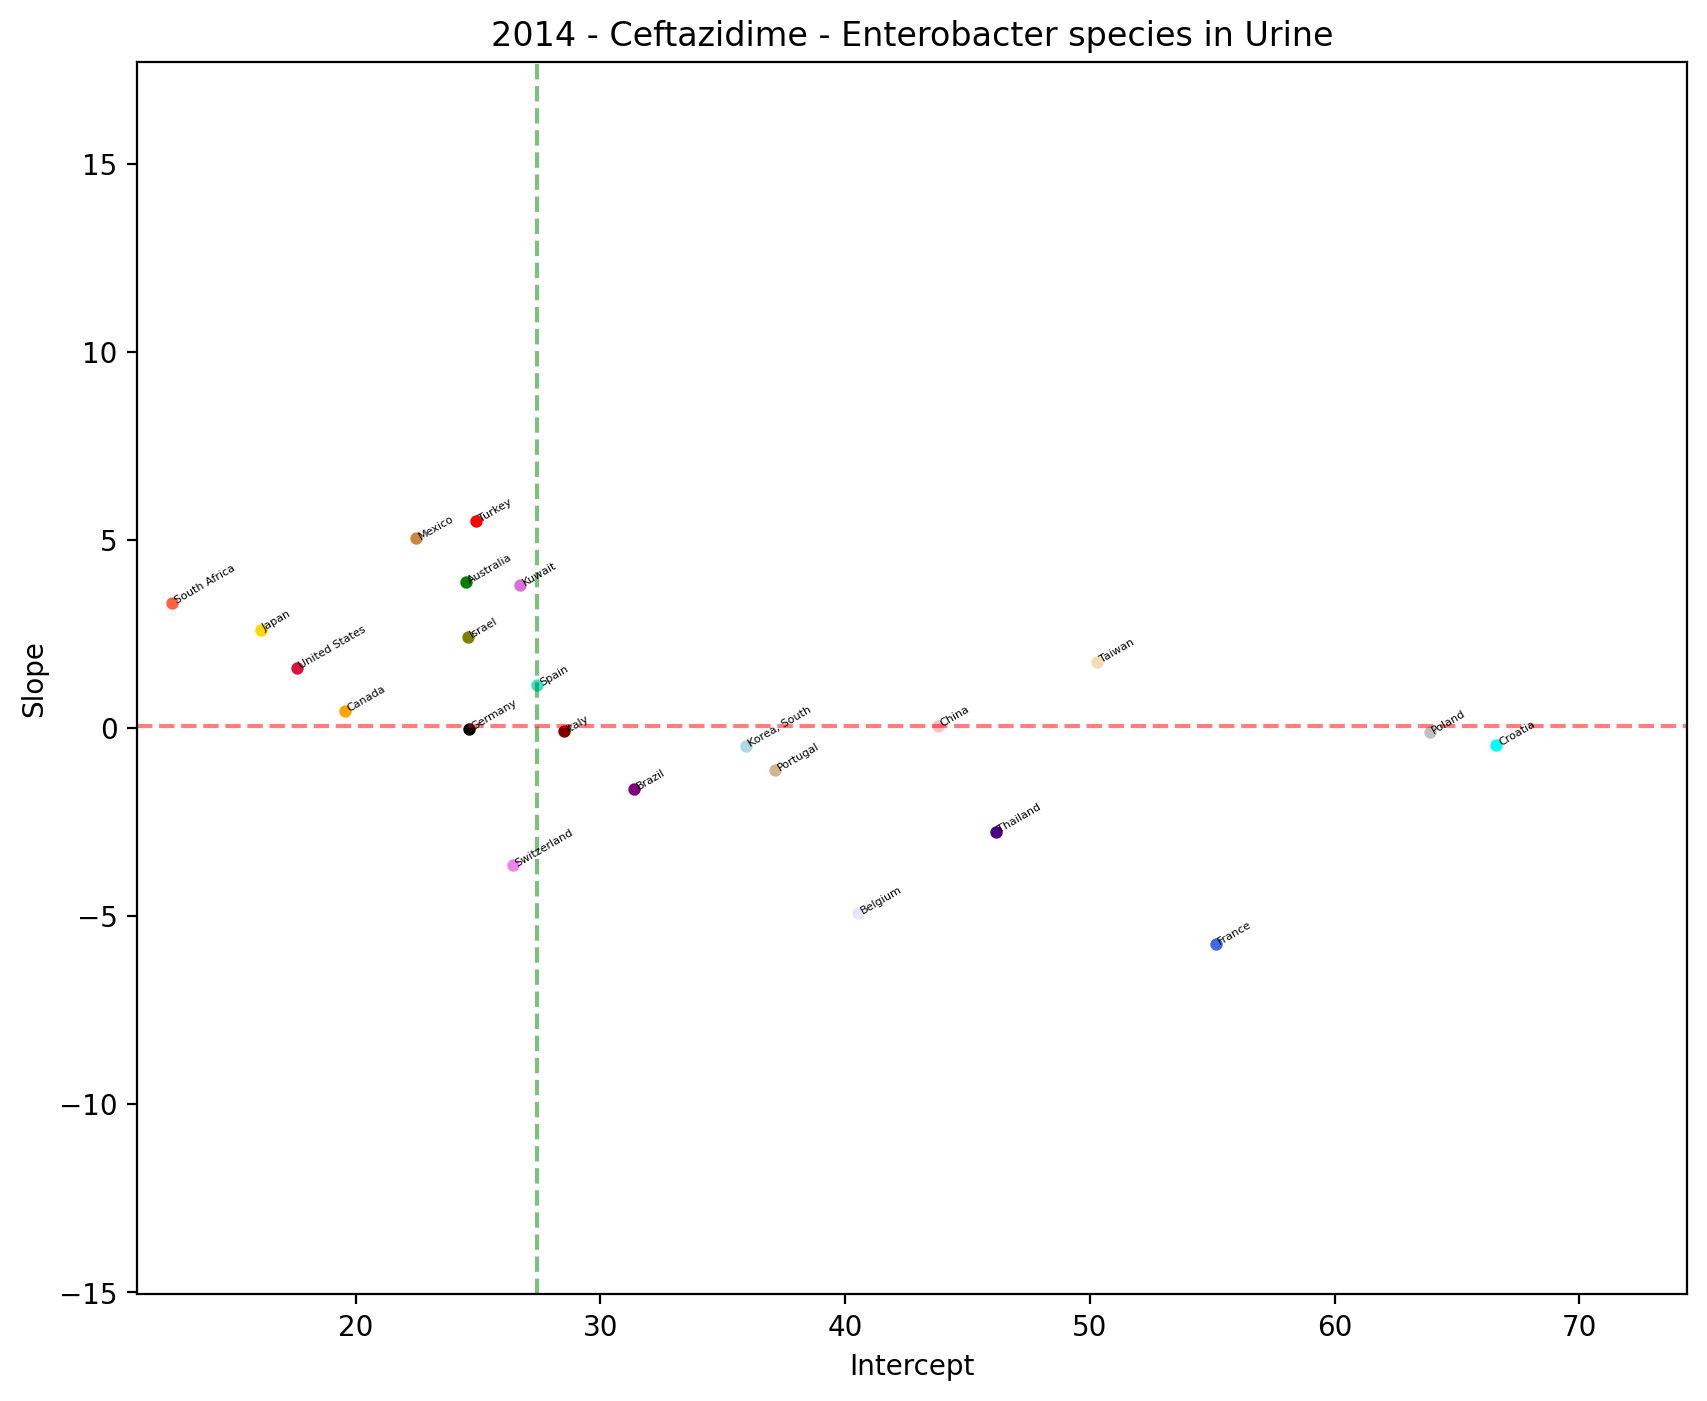 2014 - Ceftazidime - Enterobacter species in Urine
15
10
5
0
−5
−10
−15
Slope
Turkey
Mexico
Australia
Kuwait
South Africa
Japan
Israel
United States
Taiwan
Spain
Canada
Germany
Italy
Korea, South
China
Poland
Croatia
Portugal
Brazil
Thailand
Switzerland
Belgium
France
20
30
40
50
60
70
Intercept